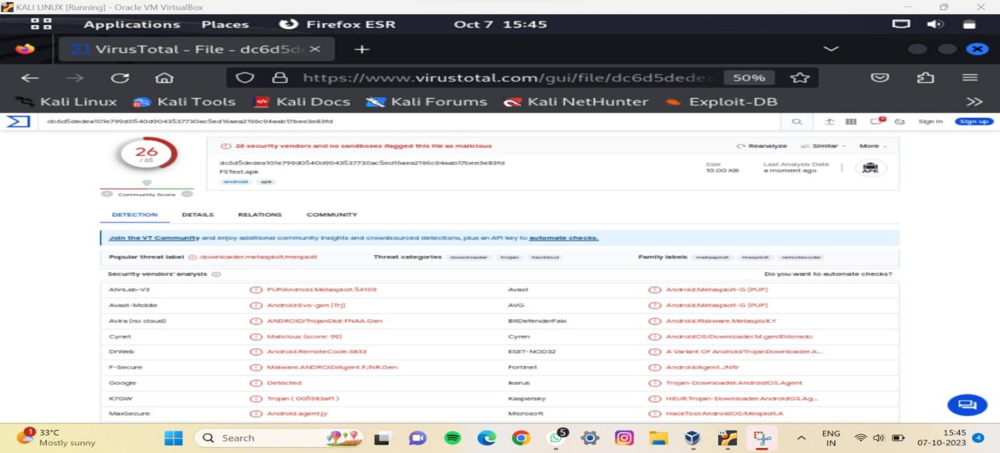 KALI LINUX [Running] - Oracle VM VirtualBox
Applications Places Firefox ESR Oct 7 15:45
VirusTotal - File - dc6d5d
https://www.virustotal.com/gui/file/dc6d5dedea 50%
Kali Linux Kali Tools Kali Docs Kali Forums Kali NetHunter Exploit-DB
dc6d5dedea101e799d0540d9043537730ac5ed16aea2196c94aab17bee3e83fd Sign in Sign up
26 / 65
26 security vendors and no sandboxes flagged this file as malicious Reanalyze Similar More
dc6d5dedea101e799d0540d9043537730ac5ed16aea2196c94aab17bee3e83fd
FSTest.apk
android apk
Size 10.00 KB
Last Analysis Date a moment ago
APK
Community Score
DETECTION DETAILS RELATIONS COMMUNITY
Join the VT Community and enjoy additional community insights and crowdsourced detections, plus an API key to automate checks.
Popular threat label downloader.metasploit/mesploit Threat categories downloader trojan hacktool Family labels metasploit mesploit remotecode
Security vendors' analysis Do you want to automate checks?
AhnLab-V3 PUP/Android.Metasploit.54109 Avast Android:Metasploit-G [PUP]
Avast-Mobile Android:Evo-gen [Trj] AVG Android:Metasploit-G [PUP]
Avira (no cloud) ANDROID/TrojanDldr.FNAA.Gen BitDefenderFalx Android.Riskware.Metasploit.Y
Cynet Malicious (score: 99) Cyren AndroidOS/Downloader.M.gen!Eldorado
DrWeb Android.RemoteCode.6833 ESET-NOD32 A Variant Of Android/TrojanDownloader.A...
F-Secure Malware.ANDROID/Agent.FJNR.Gen Fortinet Android/Agent.JN!tr
Google Detected Ikarus Trojan-Downloader.AndroidOS.Agent
K7GW Trojan ( 005983af1 ) Kaspersky HEUR:Trojan-Downloader.AndroidOS.Ag...
MaxSecure Android.agent.jy Microsoft HackTool:AndroidOS/Mesploit.A
1 33°C
Mostly sunny
Search
5
ENG
IN
15:45
07-10-2023
4